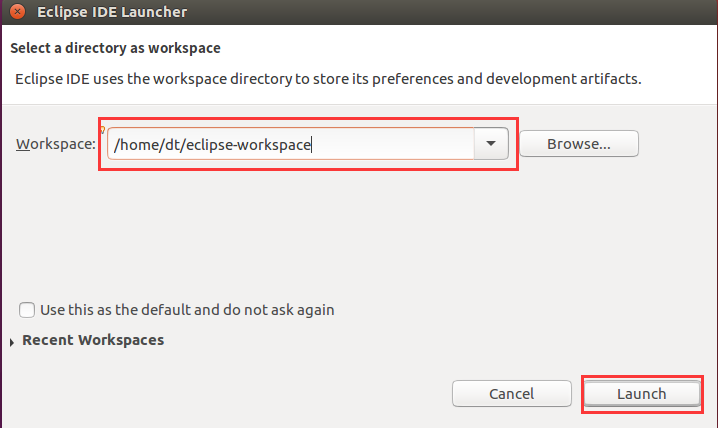 Eclipse IDE Launcher
Select a directory as workspace
Eclipse IDE uses the workspace directory to store its preferences and development artifacts.
Workspace: /home/dt/eclipse-workspace Browse...
Use this as the default and do not ask again
Recent Workspaces
Cancel Launch